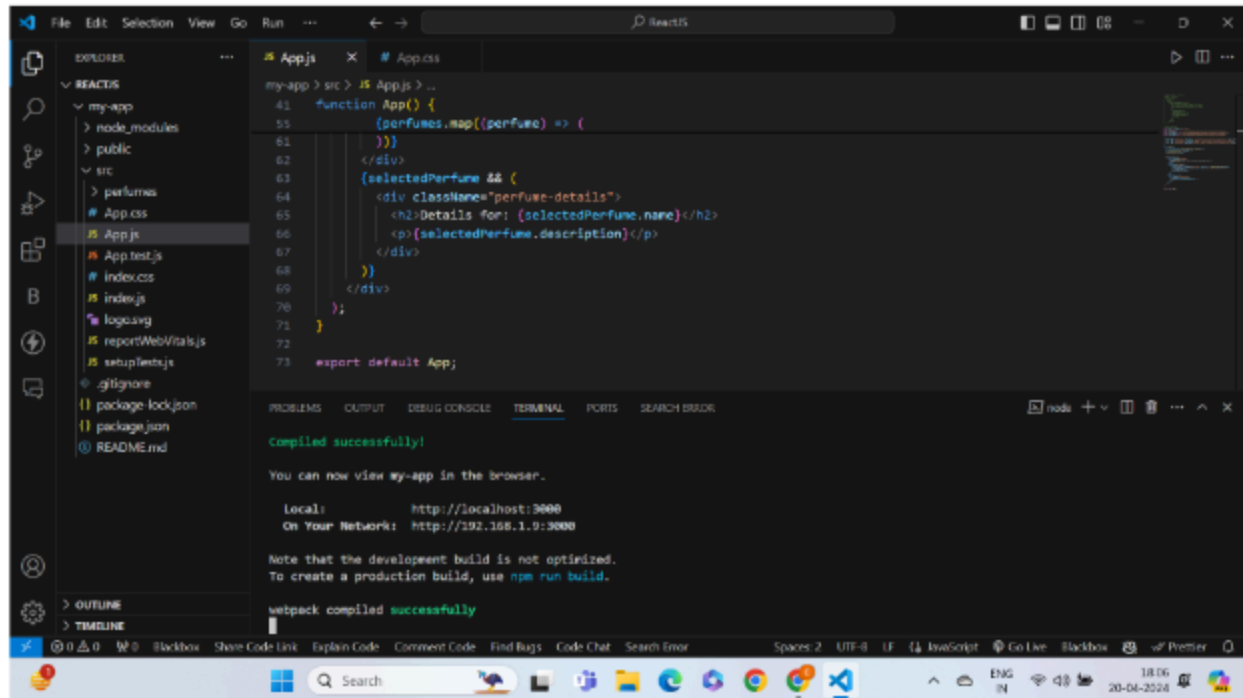 File Edit Selection View Go Run ··· ReactJS
EXPLORER ···
REACTJS
my-app
node_modules
public
src
perfumes
# App.css
JS App.js
JS App.test.js
# index.css
JS index.js
logo.svg
JS reportWebVitals.js
JS setupTests.js
.gitignore
{} package-lock.json
{} package.json
README.md
OUTLINE
TIMELINE
JS App.js × # App.css
my-app > src > JS App.js > ...
41 function App() {
55 {perfumes.map((perfume) => (
61 ))}
62 </div>
63 {selectedPerfume && (
64 <div className="perfume-details">
65 <h2>Details for: {selectedPerfume.name}</h2>
66 <p>{selectedPerfume.description}</p>
67 </div>
68 )}
69 </div>
70 );
71 }
72
73 export default App;
PROBLEMS OUTPUT DEBUG CONSOLE TERMINAL PORTS SEARCH ERROR node
Compiled successfully!
You can now view my-app in the browser.
Local: http://localhost:3000
On Your Network: http://192.168.1.9:3000
Note that the development build is not optimized.
To create a production build, use npm run build.
webpack compiled successfully
0 0 0 Blackbox Share Code Link Explain Code Comment Code Find Bugs Code Chat Search Error Spaces: 2 UTF-8 LF {} JavaScript Go Live Blackbox Prettier
Search ENG IN 18:06 20-04-2024